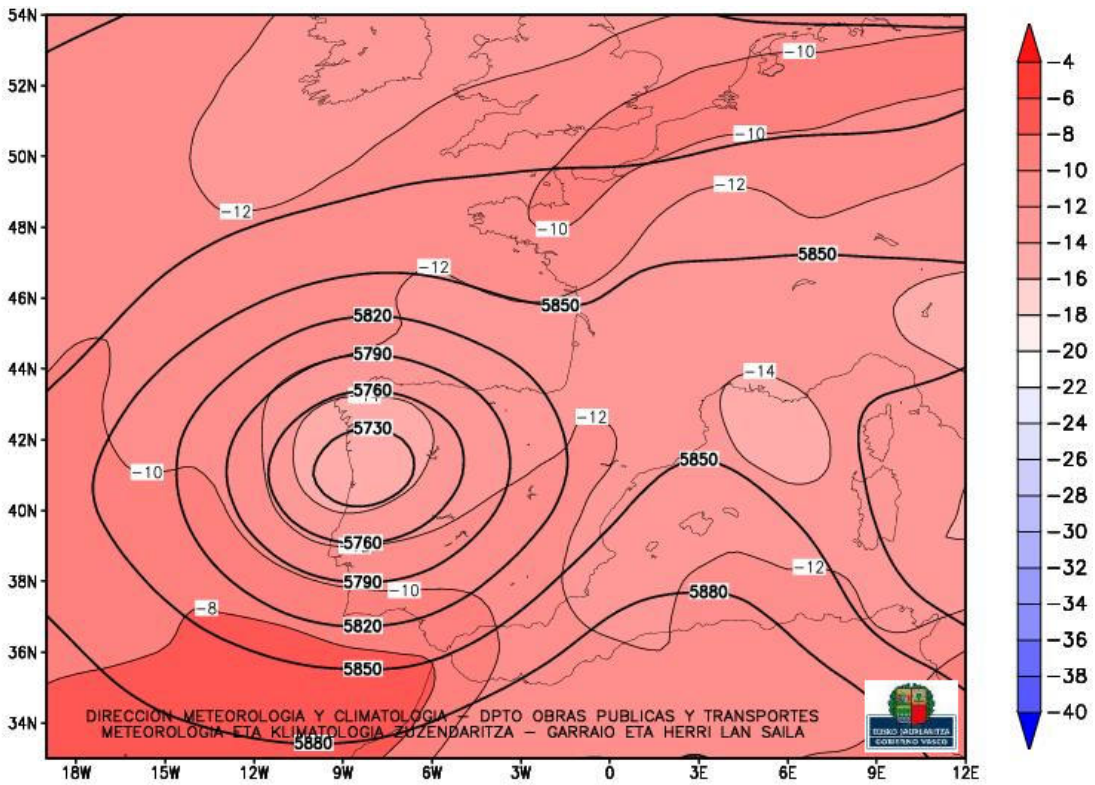 54N
52N
50N
48N
46N
44N
42N
40N
38N
36N
34N
18W
15W
12W
9W
6W
3W
0
3E
6E
9E
12E
-10
-10
-12
-12
-10
-12
5850
5850
5820
5790
-14
5760
-12
5730
-10
5850
5760
5790
-10
-12
5880
-8
5820
5850
5880
DIRECCION METEOROLOGIA Y CLIMATOLOGIA - DPTO OBRAS PUBLICAS Y TRANSPORTES
METEOROLOGIA ETA KLIMATOLOGIA ZUZENDARITZA - GARRAIO ETA HERRI LAN SAILA
EUSKO JAURLARITZA
GOBIERNO VASCO
-4
-6
-8
-10
-12
-14
-16
-18
-20
-22
-24
-26
-28
-30
-32
-34
-36
-38
-40